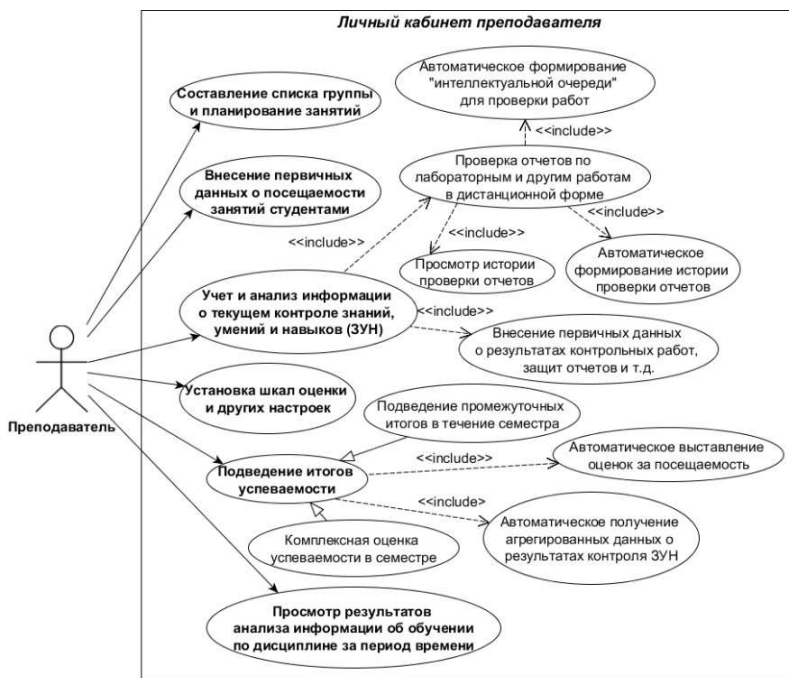 Личный кабинет преподавателя
Автоматическое формирование
"интеллектуальной очереди"
для проверки работ
Составление списка группы
и планирование занятий
<<include>>
Проверка отчетов по
лабораторным и другим работам
в дистанционной форме
Внесение первичных
данных о посещаемости
занятий студентами
<<include>>
<<include>>
<<include>>
Просмотр истории
проверки отчетов
Автоматическое
формирование истории
проверки отчетов
Учет и анализ информации
о текущем контроле знаний,
умений и навыков (ЗУН)
<<include>>
Внесение первичных данных
о результатах контрольных работ,
защит отчетов и т.д.
Преподаватель
Установка шкал оценки
и других настроек
Подведение промежуточных
итогов в течение семестра
Подведение итогов
успеваемости
<<include>>
Автоматическое выставление
оценок за посещаемость
<<include>
Автоматическое получение
агрегированных данных о
результатах контроля ЗУН
Комплексная оценка
успеваемости в семестре
Просмотр результатов
анализа информации об обучении
по дисциплине за период времени